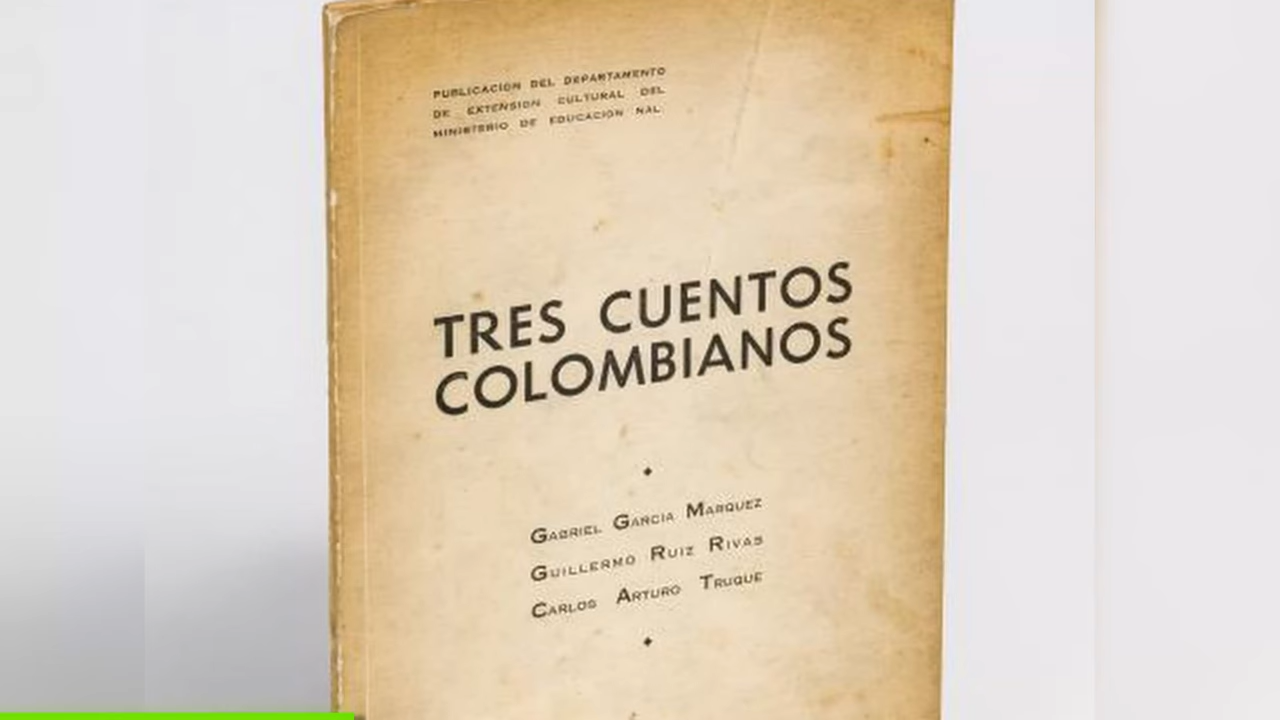 PUBLICACION DEL DEPARTAMENTO
DE EXTENSION CULTURAL DEL
MINISTERIO DE EDUCACION NAL
TRES CUENTOS
COLOMBIANOS
GABRIEL GARCIA MARQUEZ
GUILLERMO RUIZ RIVAS
CARLOS ARTURO TRUQUE